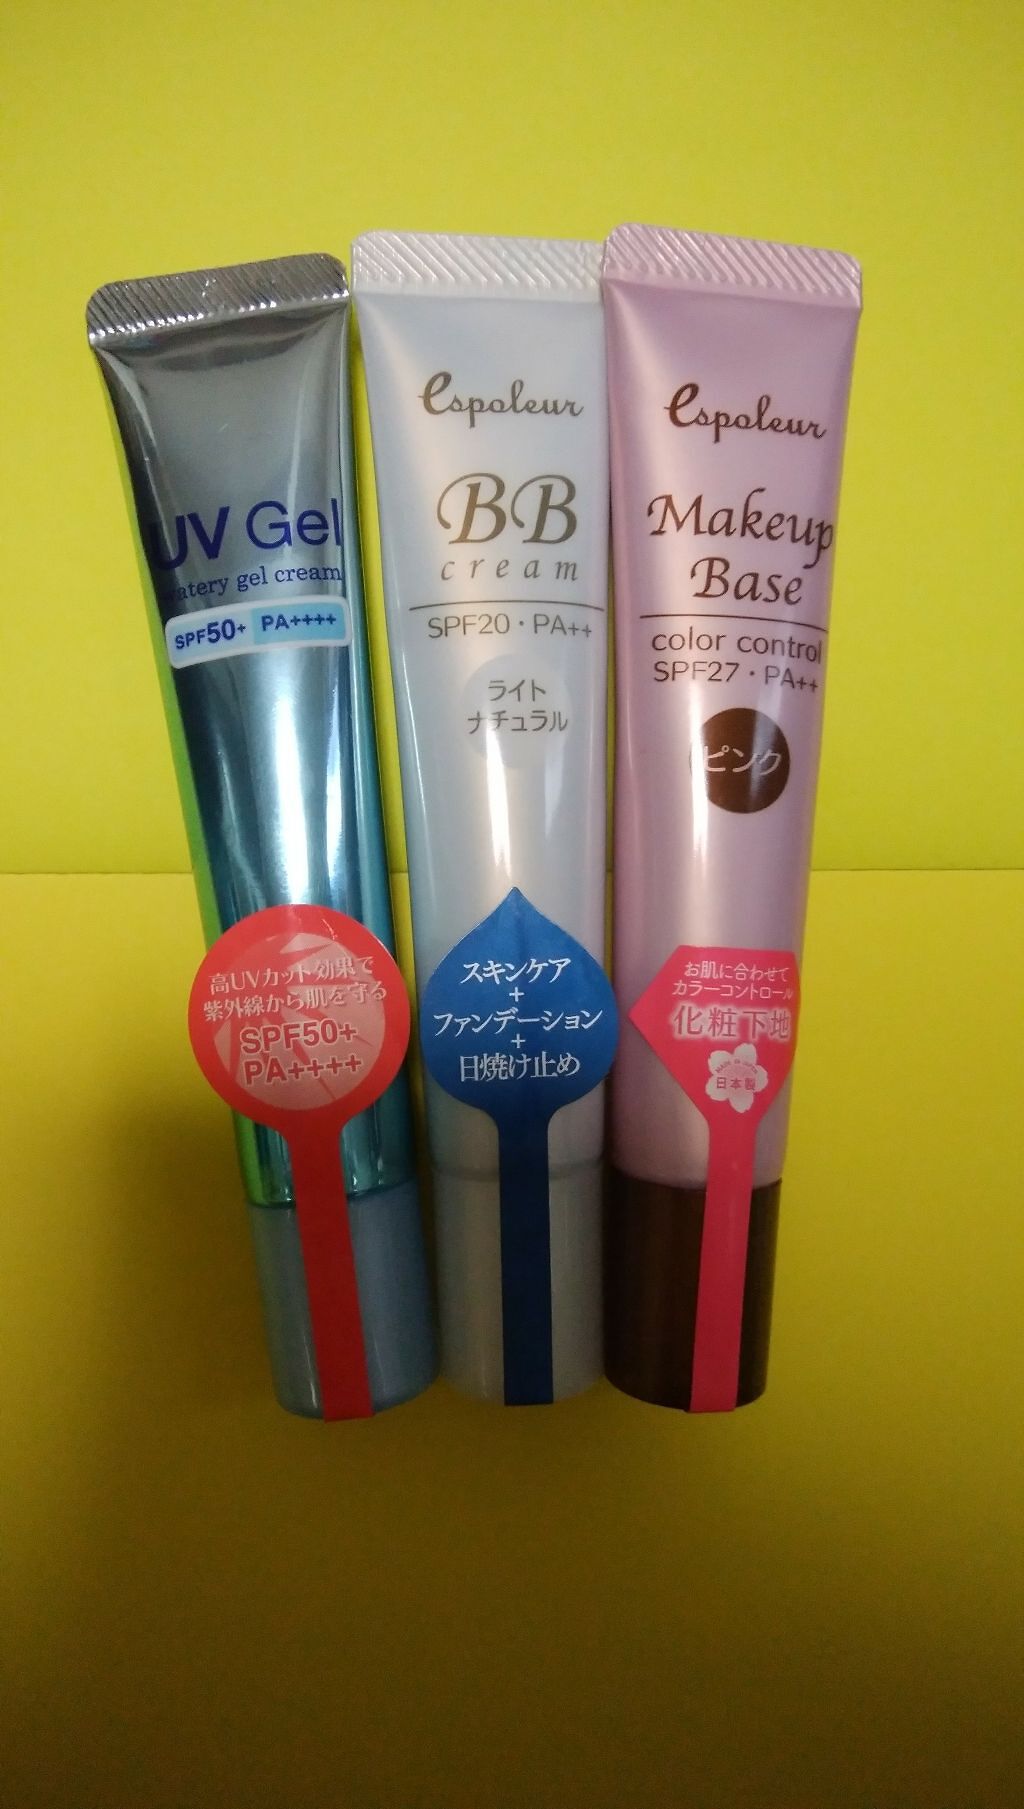 UV Gel
watery gel cream
SPF50+ PA++++
高UVカット効果で
紫外線から肌を守る
SPF50+
PA++++
espoleur
BB
cream
SPF20・PA++
ライト
ナチュラル
スキンケア
+
ファンデーション
+
日焼け止め
espoleur
Makeup
Base
color control
SPF27・PA++
ピンク
お肌に合わせて
カラーコントロール
化粧下地
MADE IN JAPAN
日本製